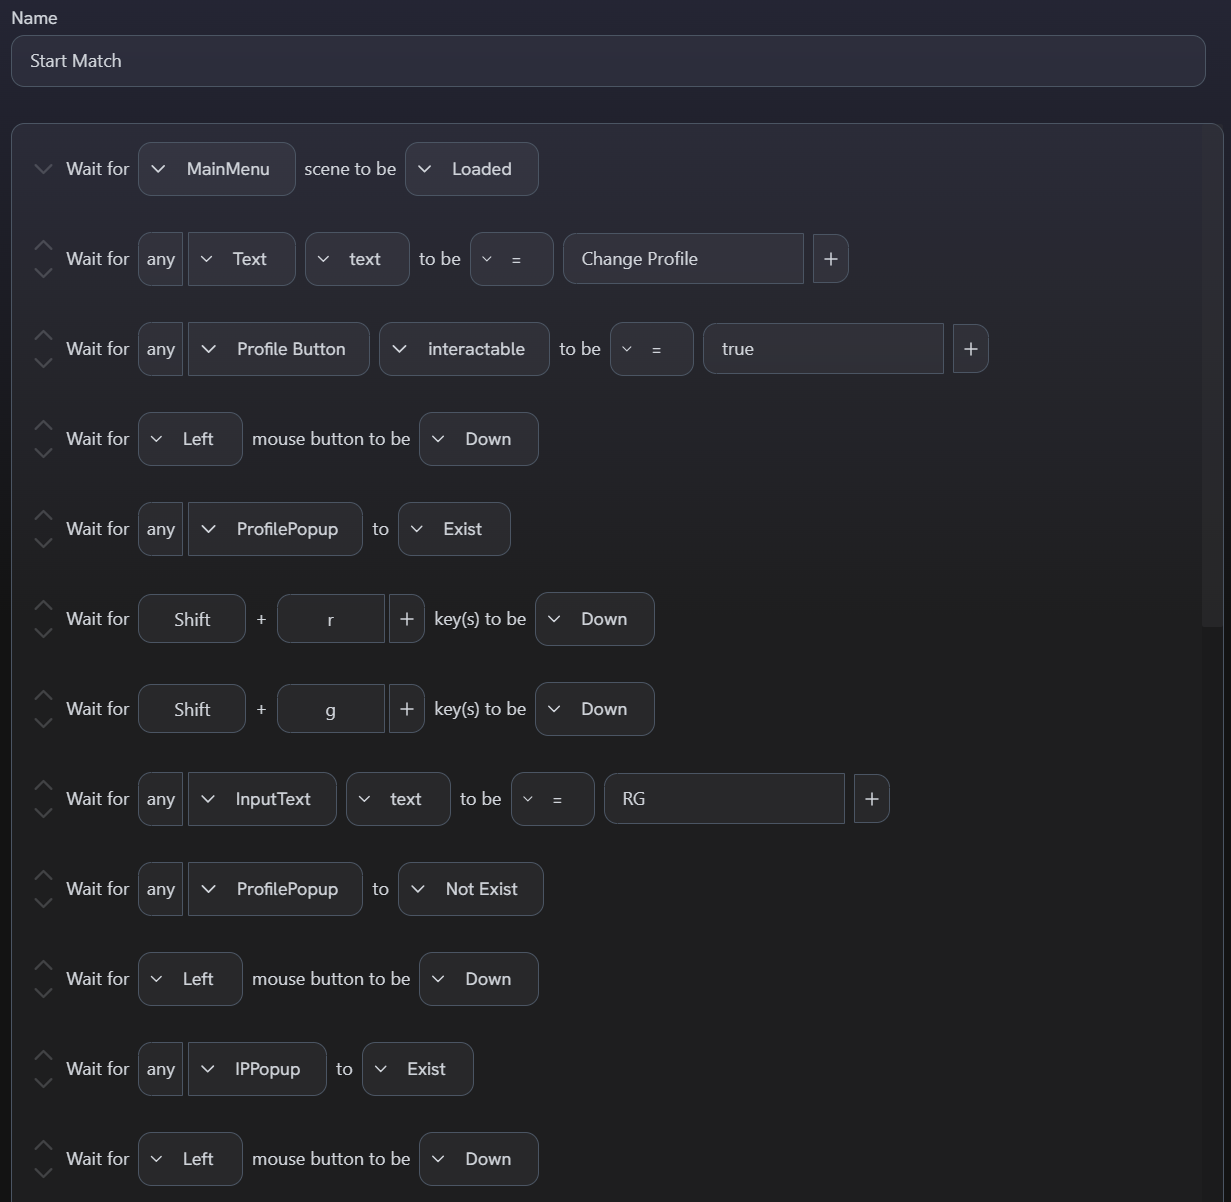 Name
Start Match
Wait for MainMenu scene to be Loaded
Wait for any Text text to be = Change Profile +
Wait for any Profile Button interactable to be = true +
Wait for Left mouse button to be Down
Wait for any ProfilePopup to Exist
Wait for Shift + r + key(s) to be Down
Wait for Shift + g + key(s) to be Down
Wait for any InputText text to be = RG +
Wait for any ProfilePopup to Not Exist
Wait for Left mouse button to be Down
Wait for any IPPopup to Exist
Wait for Left mouse button to be Down